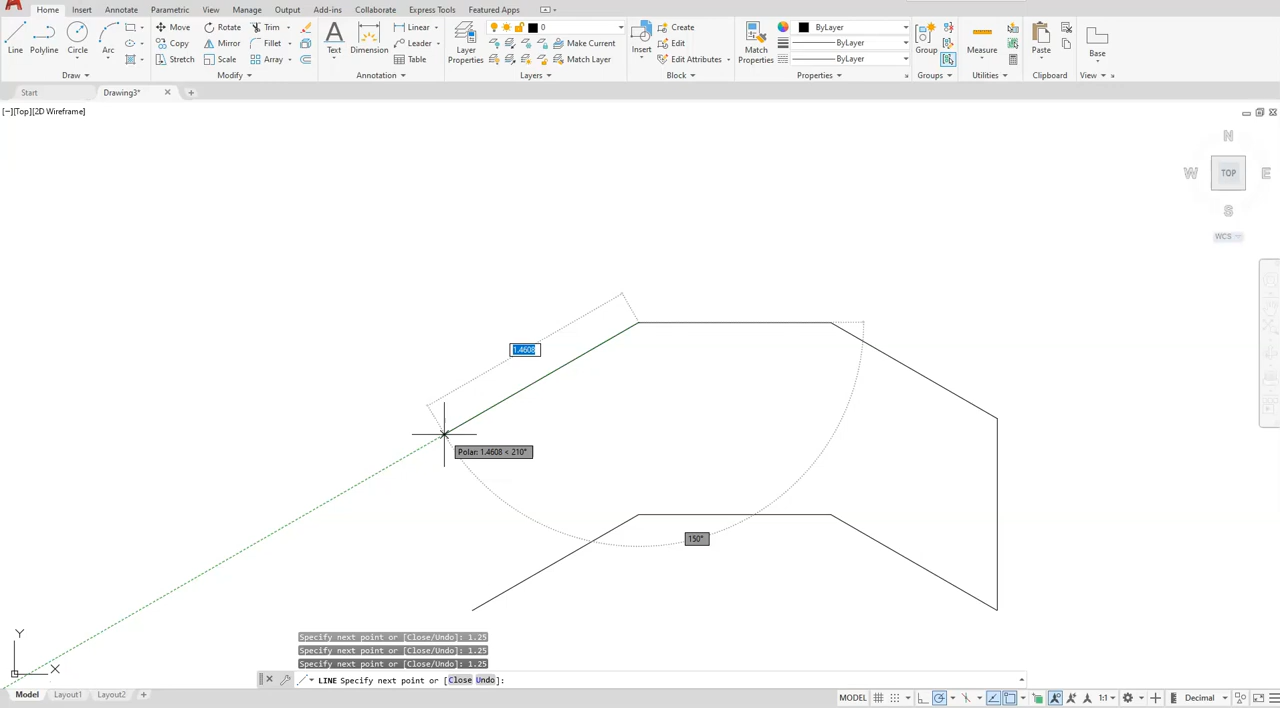 Home Insert Annotate Parametric View Manage Output Add-ins Collaborate Express Tools Featured Apps
Line Polyline Circle Arc
Move Rotate Trim
Copy Mirror Fillet
Stretch Scale Array
Text Dimension
Linear
Leader
Table
Layer Properties
0
Make Current
Match Layer
Insert
Create
Edit
Edit Attributes
Match Properties
ByLayer
ByLayer
ByLayer
Group
Measure
Paste
Base
Draw Modify Annotation Layers Block Properties Groups Utilities Clipboard View
Start Drawing3*
[−][Top][2D Wireframe]
N
W TOP E
S
WCS
1.4608
Polar: 1.4608 < 210°
150°
Y
X
Specify next point or [Close/Undo]: 1.25
Specify next point or [Close/Undo]: 1.25
Specify next point or [Close/Undo]: 1.25
LINE Specify next point or [Close Undo]:
Model Layout1 Layout2
MODEL 1:1 Decimal